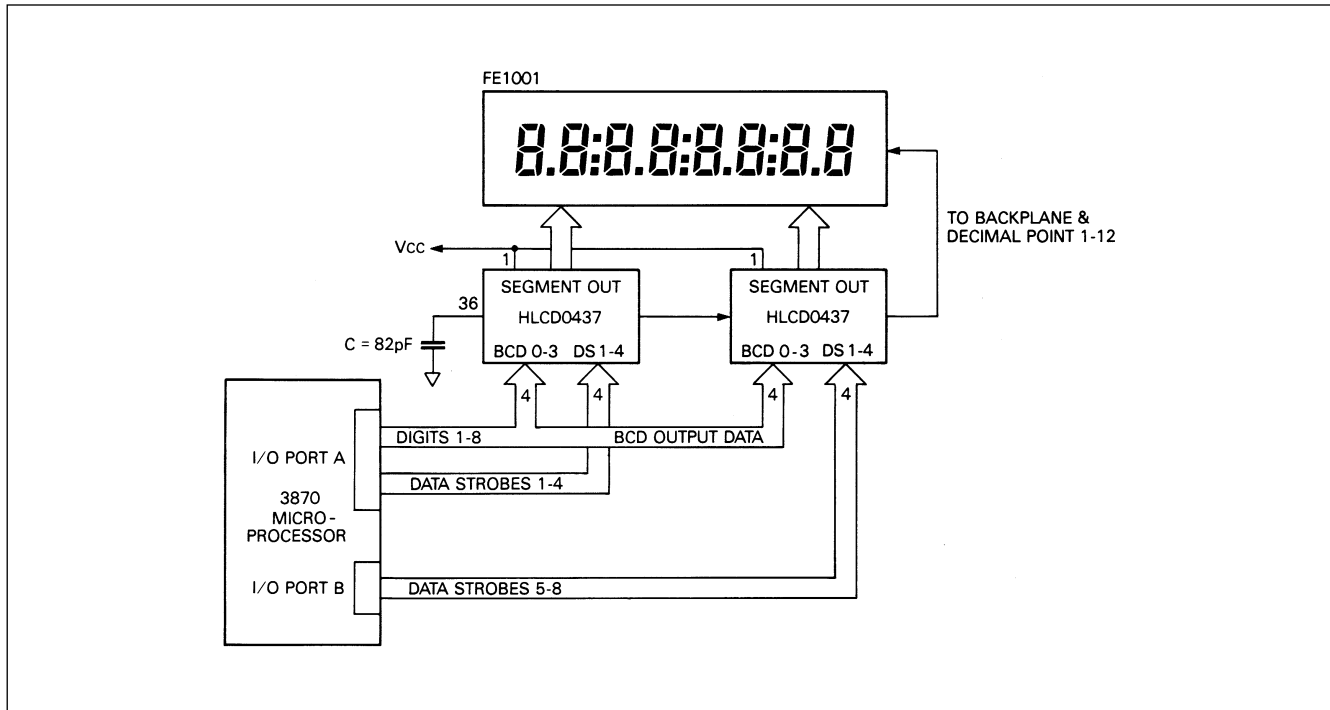 FE1001
8.8:8.8:8.8:8.8
TO BACKPLANE &
DECIMAL POINT 1-12
Vcc
1
1
36
SEGMENT OUT
HLCD0437
BCD 0-3 DS 1-4
SEGMENT OUT
HLCD0437
BCD 0-3 DS 1-4
C = 82pF
4
4
4
4
DIGITS 1-8
BCD OUTPUT DATA
I/O PORT A
DATA STROBES 1-4
3870
MICRO-
PROCESSOR
I/O PORT B
DATA STROBES 5-8